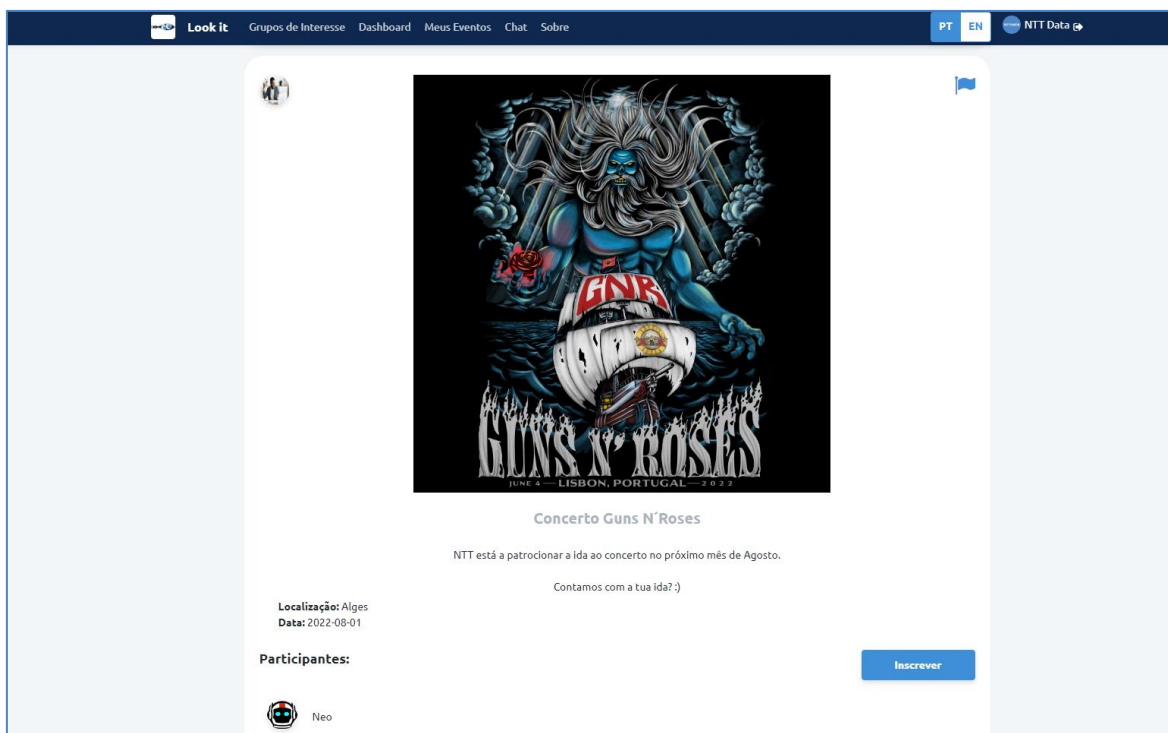 Look it Grupos de Interesse Dashboard Meus Eventos Chat Sobre PT EN NTT Data
GNR
GUNS N' ROSES
JUNE 4 — LISBON, PORTUGAL — 2022
Concerto Guns N´Roses
NTT está a patrocionar a ida ao concerto no próximo mês de Agosto.
Contamos com a tua ida? :)
Localização: Alges
Data: 2022-08-01
Participantes:
Inscrever
Neo